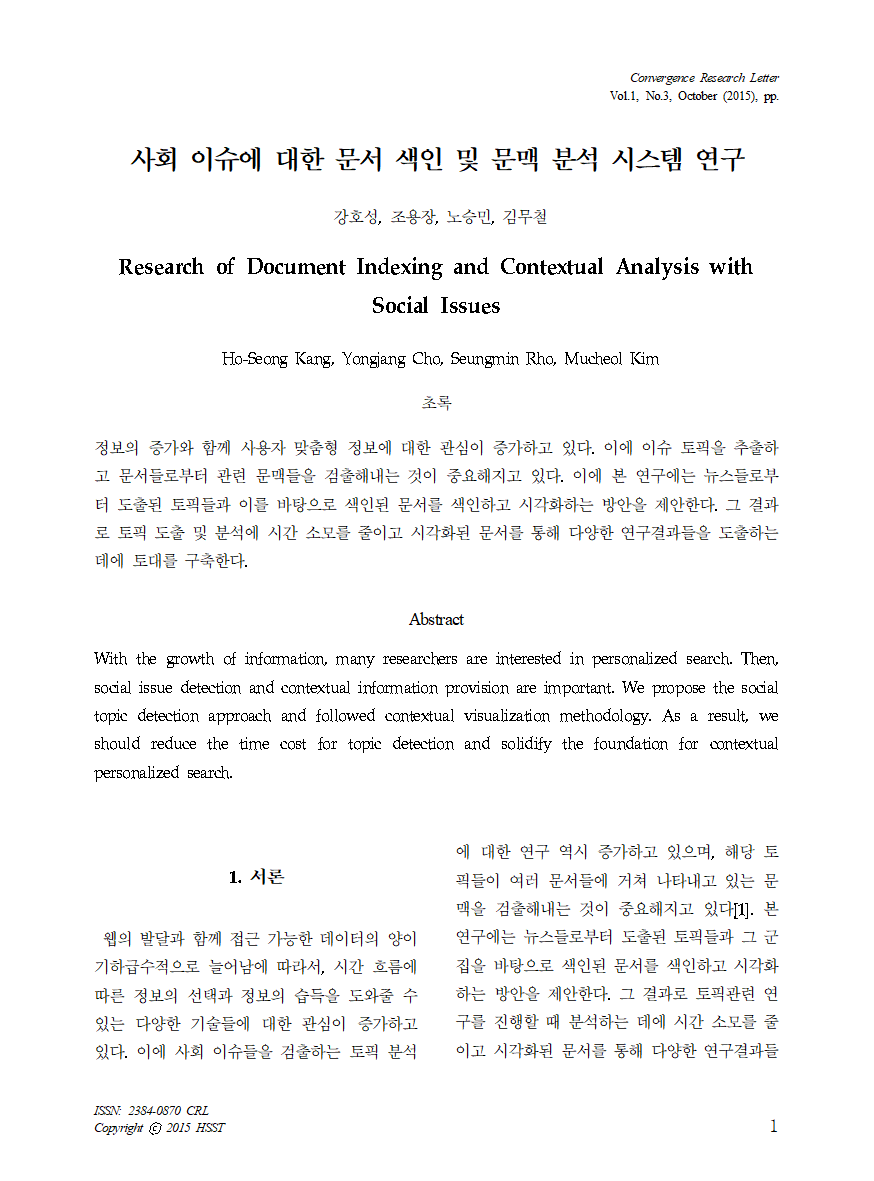 Convergence Research Letter
Vol.1, No.3, October (2015), pp.
사회 이슈에 대한 문서 색인 및 문맥 분석 시스템 연구
강호성, 조용장, 노승민, 김무철
Research of Document Indexing and Contextual Analysis with
Social Issues
Ho-Seong Kang, Yongjang Cho, Seungmin Rho, Mucheol Kim
초록
정보의 증가와 함께 사용자 맞춤형 정보에 대한 관심이 증가하고 있다. 이에 이슈 토픽을 추출하
고 문서들로부터 관련 문맥들을 검출해내는 것이 중요해지고 있다. 이에 본 연구에는 뉴스들로부
터 도출된 토픽들과 이를 바탕으로 색인된 문서를 색인하고 시각화하는 방안을 제안한다. 그 결과
로 토픽 도출 및 분석에 시간 소모를 줄이고 시각화된 문서를 통해 다양한 연구결과들을 도출하는
데에 토대를 구축한다.
Abstract
With the growth of information, many researchers are interested in personalized search. Then,
social issue detection and contextual information provision are important. We propose the social
topic detection approach and followed contextual visualization methodology. As a result, we
should reduce the time cost for topic detection and solidify the foundation for contextual
personalized search.
1. 서론
웹의 발달과 함께 접근 가능한 데이터의 양이
기하급수적으로 늘어남에 따라서, 시간 흐름에
따른 정보의 선택과 정보의 습득을 도와줄 수
있는 다양한 기술들에 대한 관심이 증가하고
있다. 이에 사회 이슈들을 검출하는 토픽 분석
에 대한 연구 역시 증가하고 있으며, 해당 토
픽들이 여러 문서들에 거쳐 나타내고 있는 문
맥을 검출해내는 것이 중요해지고 있다[1]. 본
연구에는 뉴스들로부터 도출된 토픽들과 그 군
집을 바탕으로 색인된 문서를 색인하고 시각화
하는 방안을 제안한다. 그 결과로 토픽관련 연
구를 진행할 때 분석하는 데에 시간 소모를 줄
이고 시각화된 문서를 통해 다양한 연구결과들
ISSN: 2384-0870 CRL
Copyright ⓒ 2015 HSST
1